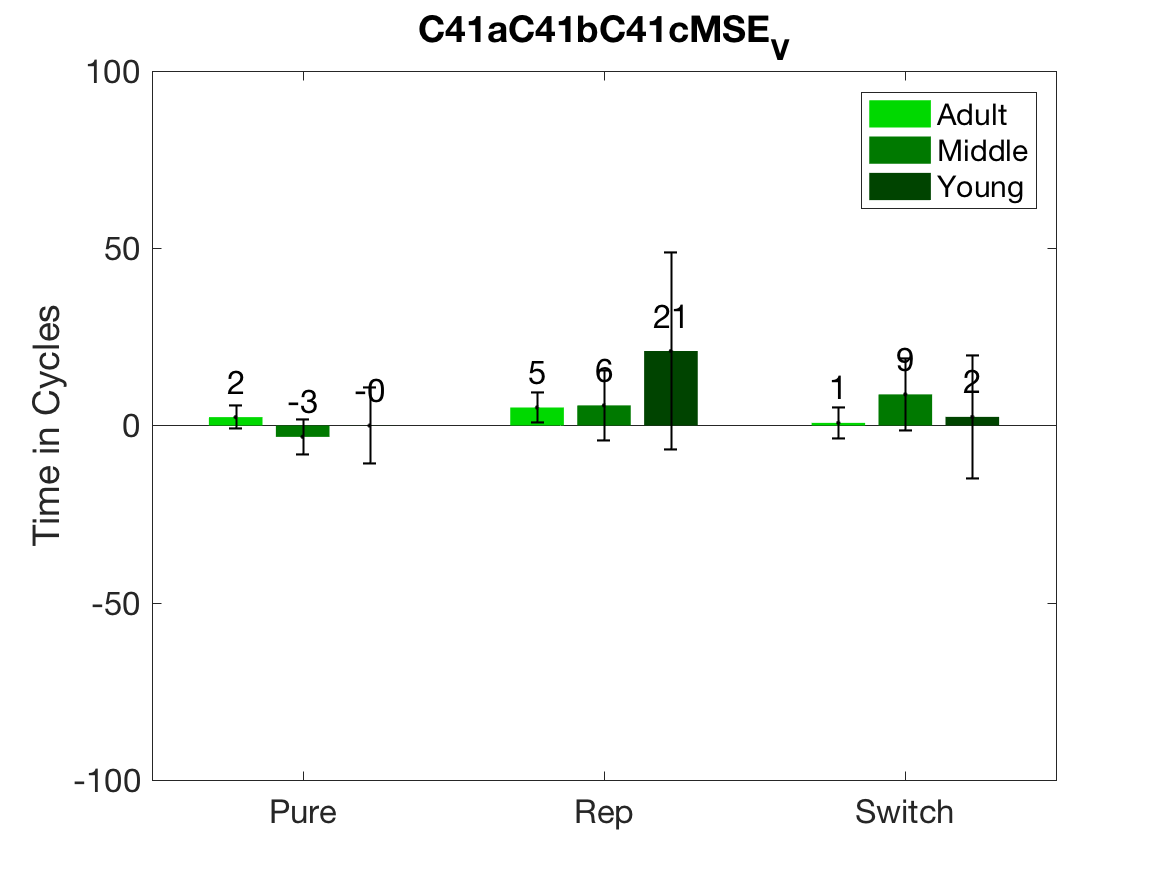 C41aC41bC41cMSEV
100
50
0
-50
-100
Time in Cycles
Adult
Middle
Young
2
-3
-0
5
6
21
1
9
2
Pure
Rep
Switch